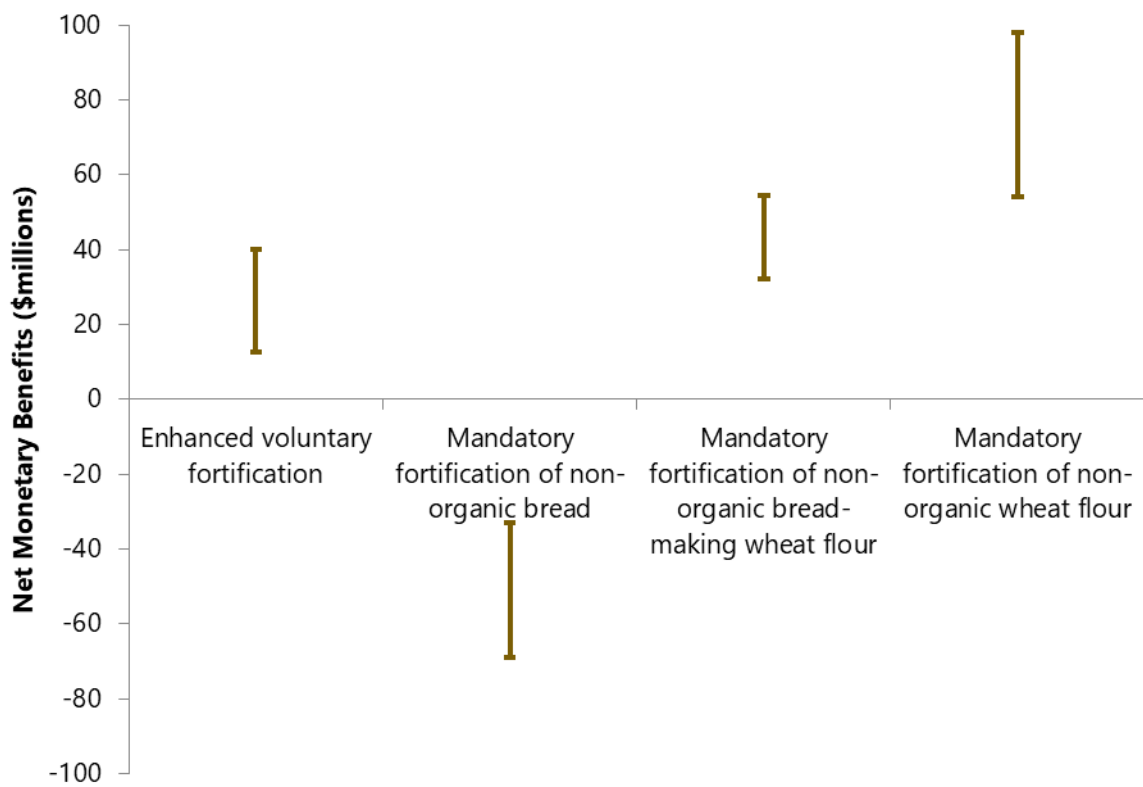 Net Monetary Benefits ($millions)
100
80
60
40
20
0
-20
-40
-60
-80
-100
Enhanced voluntary
fortification
Mandatory
fortification of non-
organic bread
Mandatory
fortification of non-
organic bread-
making wheat flour
Mandatory
fortification of non-
organic wheat flour